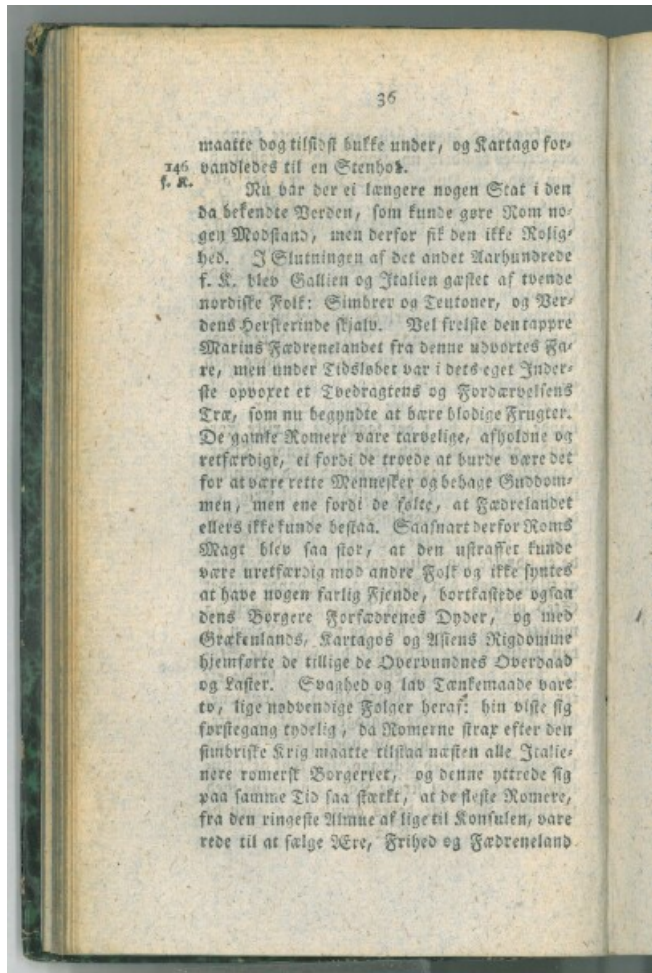 36
maatte dog tilsidst bukke under, og Kartago for-
146 vandledes til en Stenhob.
f. K.
Nu var der ei længere nogen Stat i den
da bekendte Verden, som kunde gøre Rom no-
gen Modstand, men derfor fik den ikke Rolig-
hed. I Slutningen af det andet Aarhundrede
f. K. blev Gallien og Italien gæstet af tvende
nordiske Folk: Simbrer og Teutoner, og Ver-
dens Herskerinde skjalv. Vel frelste den tappre
Marius Fædrenelandet fra denne udvortes Fa-
re, men under Tidsløbet var i dets eget Inder-
ste opvoxet et Tvedragtens og Fordærvelsens
Træ, som nu begyndte at bære blodige Frugter.
De gamle Romere vare tarvelige, afholdne og
retfærdige, ei fordi de troede at burde være det
for at være rette Mennesker og behage Guddom-
men, men ene fordi de følte, at Fædrelandet
ellers ikke kunde bestaa. Saasnart derfor Roms
Magt blev saa stor, at den ustraffet kunde
være uretfærdig mod andre Folk og ikke syntes
at have nogen farlig Fjende, bortkastede ogsaa
dens Borgere Forfædrenes Dyder, og med
Grækenlands, Kartagos og Asiens Rigdomme
hjemførte de tillige de Overvundnes Overdaad
og Laster. Svaghed og lav Tænkemaade vare
to, lige nødvendige Følger heraf: hin viste sig
førstegang tydelig, da Romerne strax efter den
simbriske Krig maatte tilstaa næsten alle Italie-
nere romersk Borgerret, og denne yttrede sig
paa samme Tid saa stærkt, at de fleste Romere,
fra den ringeste Almue af lige til Konsulen, vare
rede til at sælge Ære, Frihed og Fædreneland